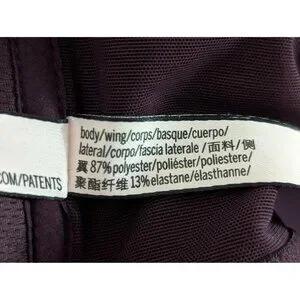 body/wing/corps/basque/cuerpo/
lateral/corpo/fascia laterale /面料/侧
翼 87% polyester/poliéster/poliestere/
聚酯纤维 13% elastane/élasthanne/
COM/PATENTS